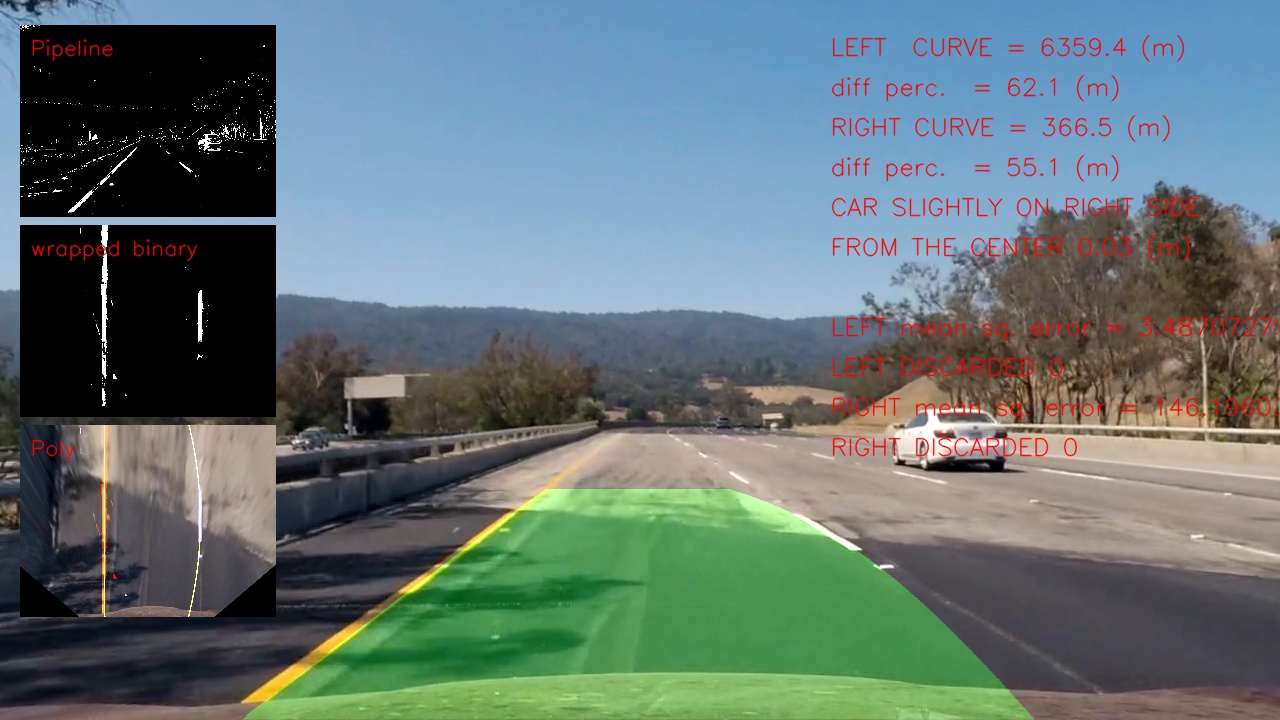 Pipeline
wrapped binary
Poly
LEFT CURVE = 6359.4 (m)
diff perc. = 62.1 (m)
RIGHT CURVE = 366.5 (m)
diff perc. = 55.1 (m)
CAR SLIGHTLY ON RIGHT SIDE
FROM THE CENTER 0.03 (m)
LEFT mean sq. error = 3.4870727
LEFT DISCARDED 0
RIGHT mean sq. error = 146.1960
RIGHT DISCARDED 0